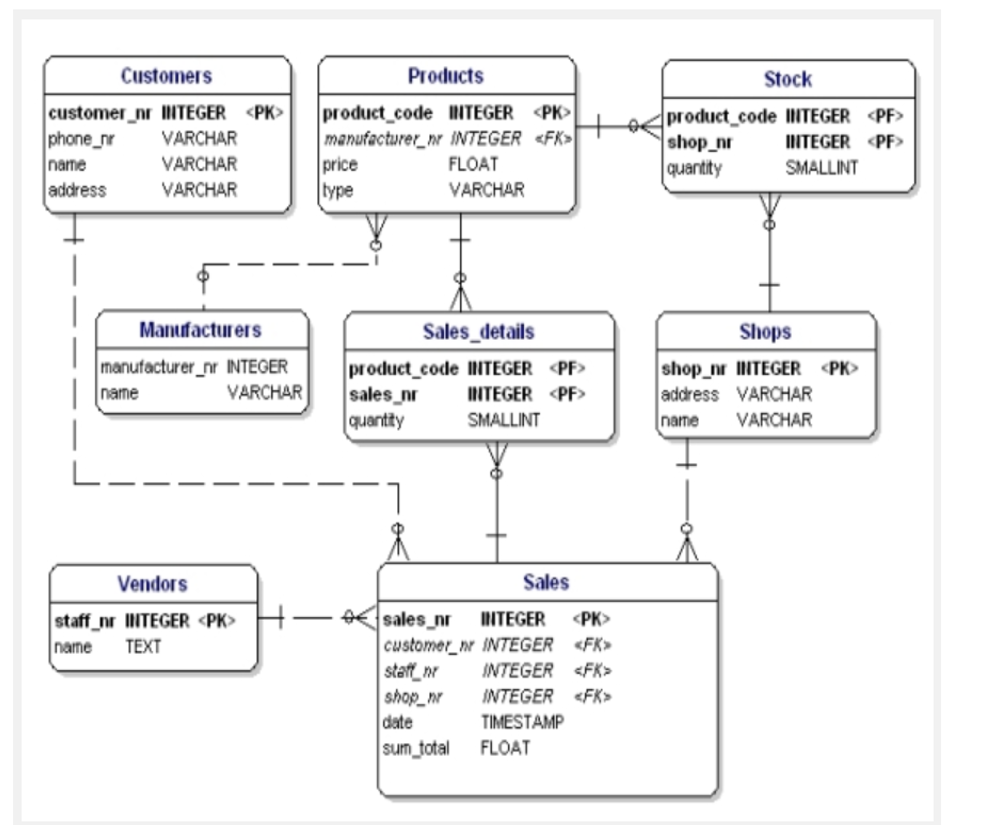 Customers
customer_nr INTEGER <PK>
phone_nr VARCHAR
name VARCHAR
address VARCHAR
Products
product_code INTEGER <PK>
manufacturer_nr INTEGER <FK>
price FLOAT
type VARCHAR
Stock
product_code INTEGER <PF>
shop_nr INTEGER <PF>
quantity SMALLINT
Manufacturers
manufacturer_nr INTEGER
name VARCHAR
Sales_details
product_code INTEGER <PF>
sales_nr INTEGER <PF>
quantity SMALLINT
Shops
shop_nr INTEGER <PK>
address VARCHAR
name VARCHAR
Vendors
staff_nr INTEGER <PK>
name TEXT
Sales
sales_nr INTEGER <PK>
customer_nr INTEGER <FK>
staff_nr INTEGER <FK>
shop_nr INTEGER <FK>
date TIMESTAMP
sum_total FLOAT